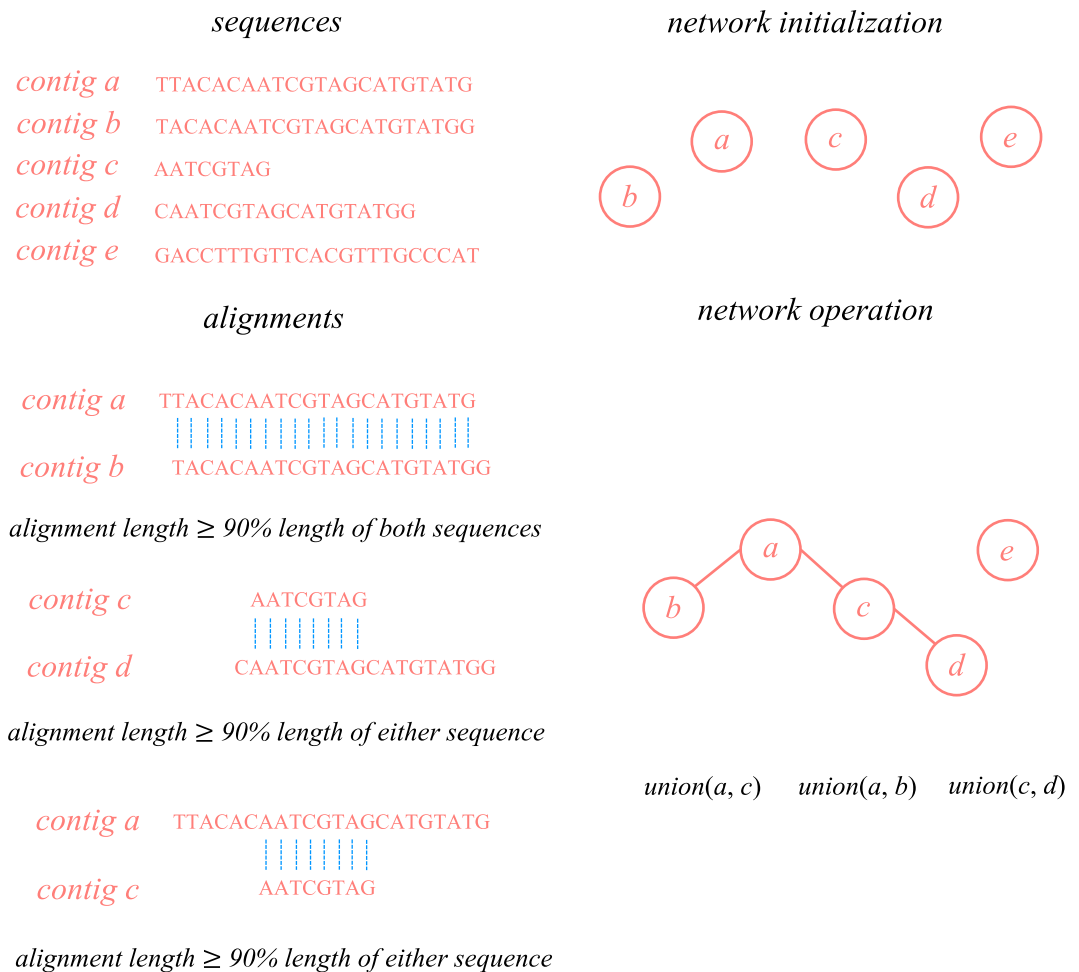 sequences
contig a TTACACAATCGTAGCATGTATG
contig b TACACAATCGTAGCATGTATGG
contig c AATCGTAG
contig d CAATCGTAGCATGTATGG
contig e GACCTTTGTTCACGTTTGCCCAT
network initialization
b
a
c
d
e
alignments
contig a TTACACAATCGTAGCATGTATG
contig b TACACAATCGTAGCATGTATGG
alignment length ≥ 90% length of both sequences
contig c AATCGTAG
contig d CAATCGTAGCATGTATGG
alignment length ≥ 90% length of either sequence
contig a TTACACAATCGTAGCATGTATG
contig c AATCGTAG
alignment length ≥ 90% length of either sequence
network operation
b
a
c
d
e
union(a, c) union(a, b) union(c, d)